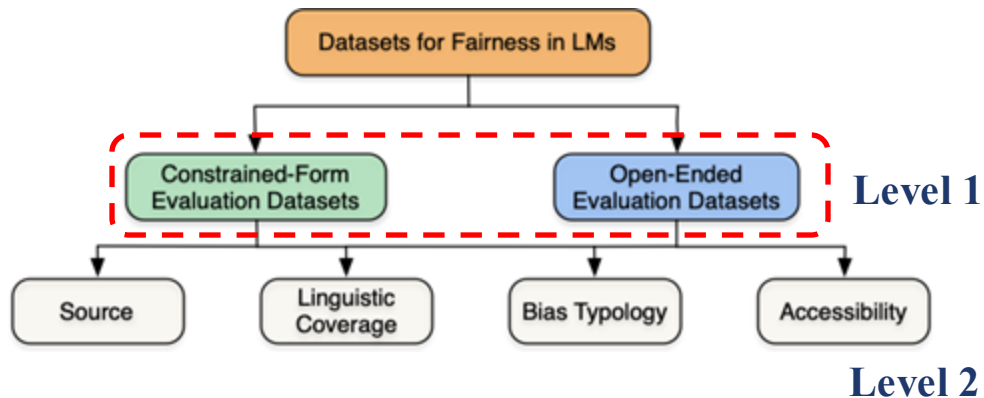 Datasets for Fairness in LMs
Constrained-Form
Evaluation Datasets
Open-Ended
Evaluation Datasets
Level 1
Source
Linguistic
Coverage
Bias Typology
Accessibility
Level 2